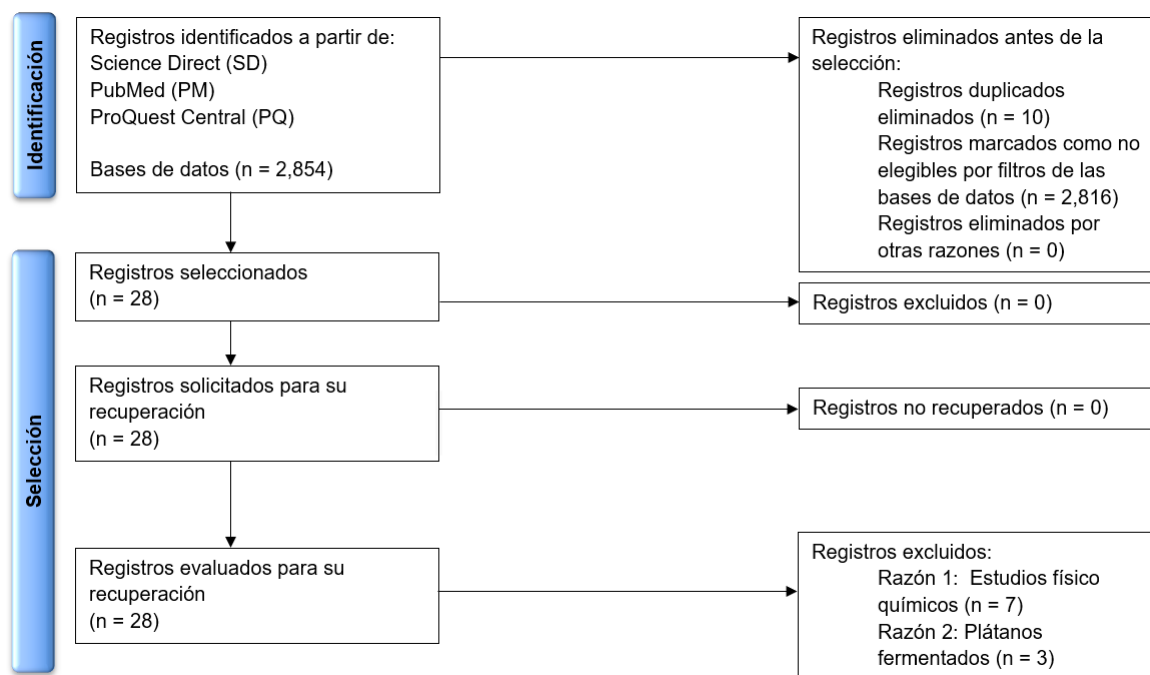 Identificación
Registros identificados a partir de:
Science Direct (SD)
PubMed (PM)
ProQuest Central (PQ)
Bases de datos (n = 2,854)
Registros eliminados antes de la
selección:
Registros duplicados
eliminados (n = 10)
Registros marcados como no
elegibles por filtros de las
bases de datos (n = 2,816)
Registros eliminados por
otras razones (n = 0)
Selección
Registros seleccionados
(n = 28)
Registros excluidos (n = 0)
Registros solicitados para su
recuperación
(n = 28)
Registros no recuperados (n = 0)
Registros evaluados para su
recuperación
(n = 28)
Registros excluidos:
Razón 1:  Estudios físico
químicos (n = 7)
Razón 2: Plátanos
fermentados (n = 3)